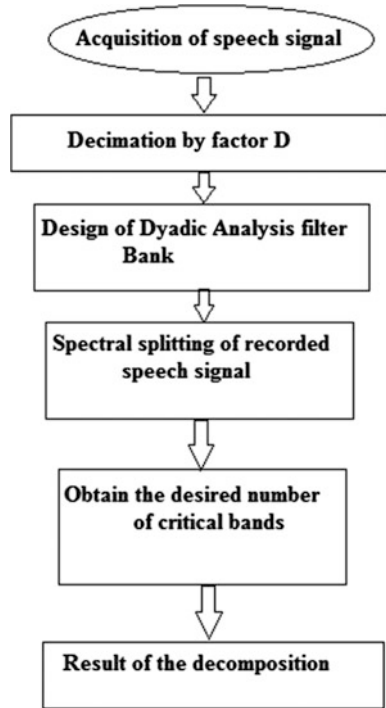 Acquisition of speech signal
Decimation by factor D
Design of Dyadic Analysis filter
Bank
Spectral splitting of recorded
speech signal
Obtain the desired number
of critical bands
Result of the decomposition